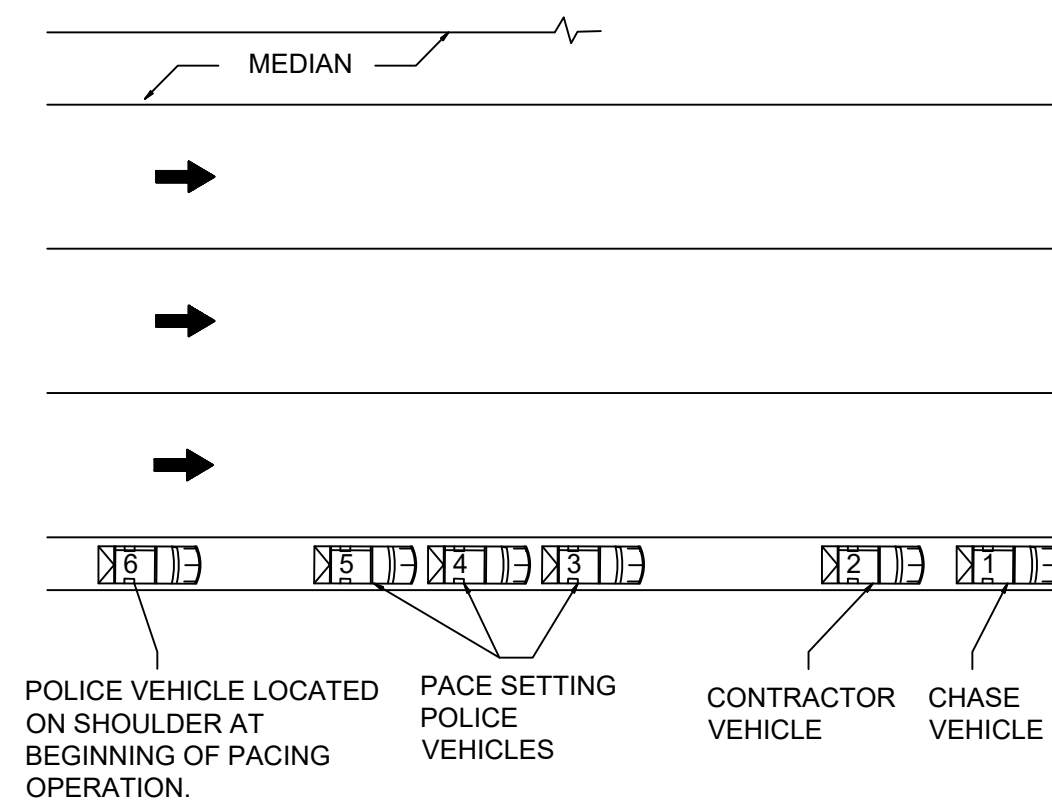 MEDIAN
6
5
4
3
2
1
POLICE VEHICLE LOCATED
ON SHOULDER AT
BEGINNING OF PACING
OPERATION.
PACE SETTING
POLICE
VEHICLES
CONTRACTOR
VEHICLE
CHASE
VEHICLE